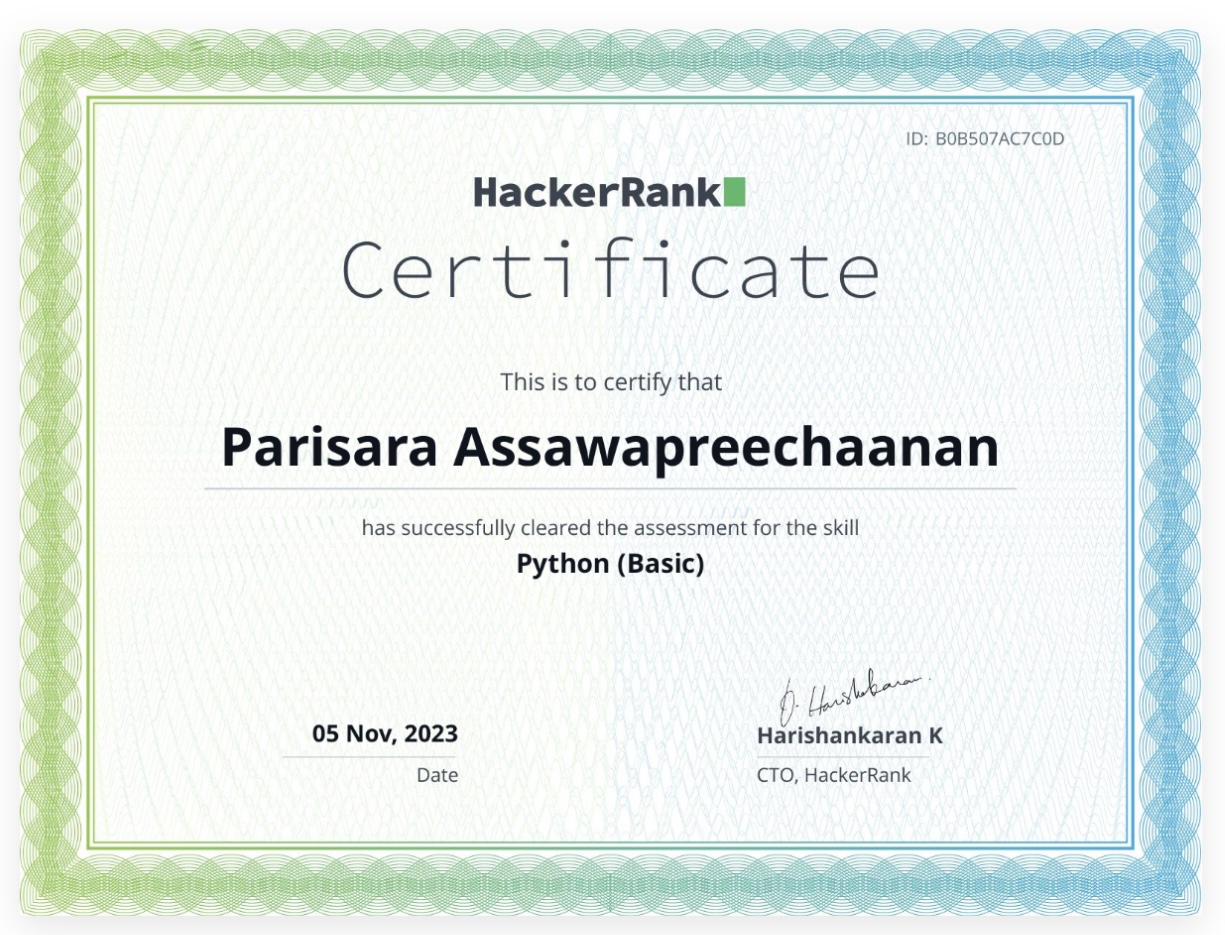 ID: B0B507AC7C0D
HackerRank
Certificate
This is to certify that
Parisara Assawapreechaanan
has successfully cleared the assessment for the skill
Python (Basic)
05 Nov, 2023
Date
Harishankaran K
CTO, HackerRank